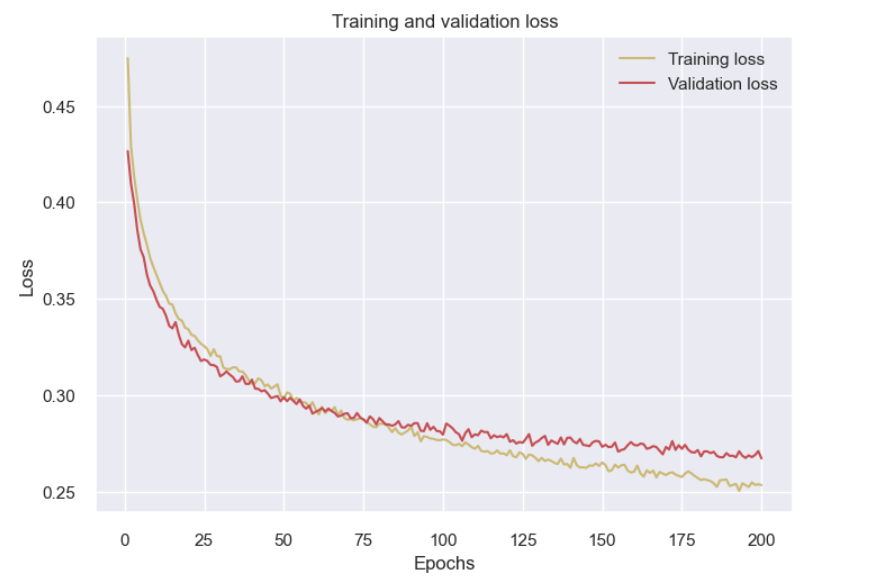 Training and validation loss
Training loss
Validation loss
0.45
0.40
0.35
0.30
0.25
Loss
0 25 50 75 100 125 150 175 200
Epochs